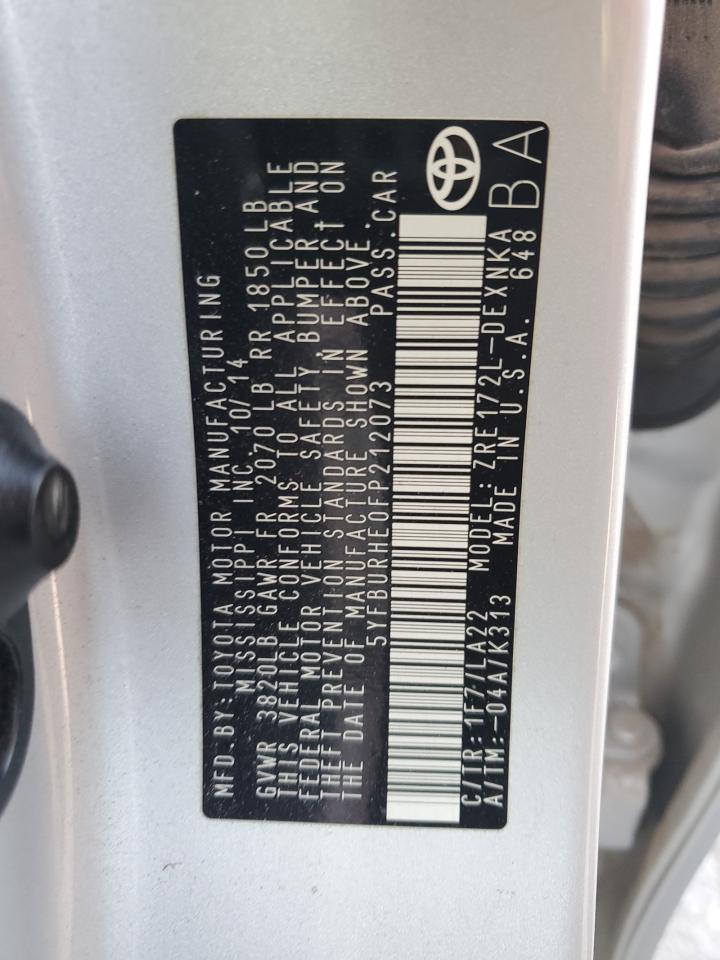 MFD.BY: TOYOTA MOTOR MANUFACTURING
MISSISSIPPI INC. 10/14
GVWR 3820LB GAWR FR 2070 LB RR 1850 LB
THIS VEHICLE CONFORMS TO ALL APPLICABLE
FEDERAL MOTOR VEHICLE SAFETY, BUMPER AND
THEFT PREVENTION STANDARDS IN EFFECT ON
THE DATE OF MANUFACTURE SHOWN ABOVE.
5YFBURHE0FP212073 PASS.CAR
C/TR: 1F7/LA22 MODEL: ZRE172L-DEXNKA
A/TM: -04A/K313 MADE IN U.S.A. 648
BA